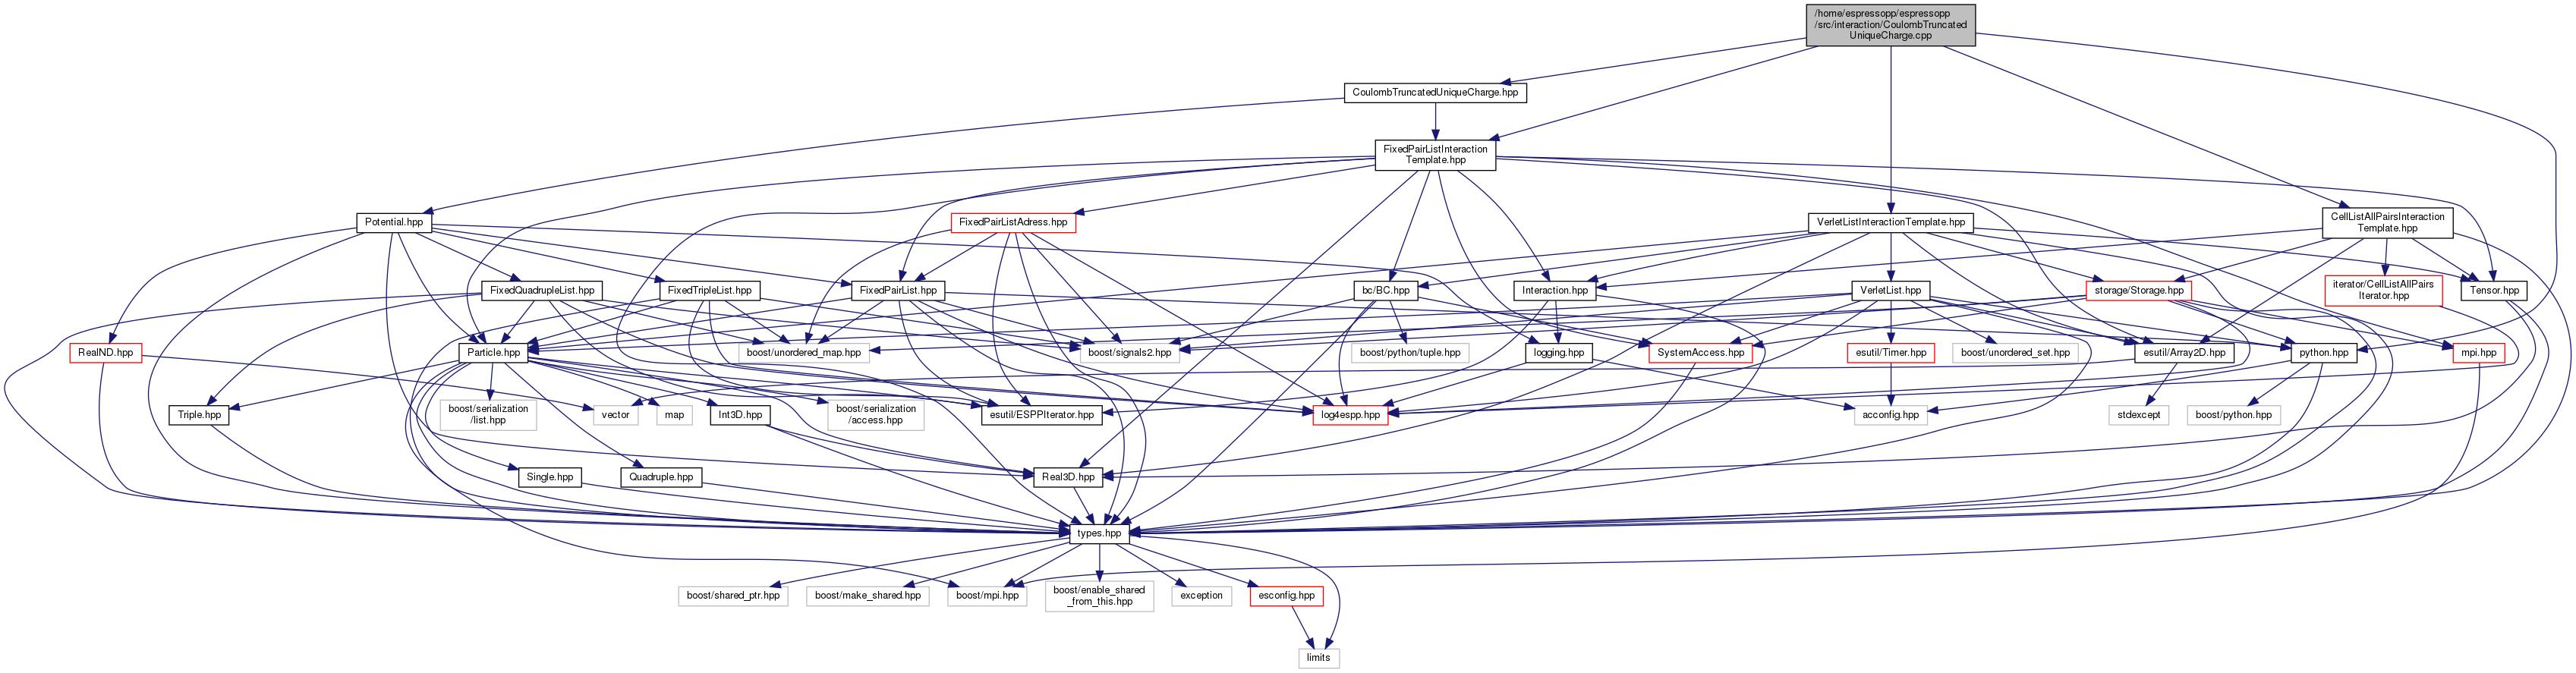 /home/espressopp/espressopp
/src/interaction/CoulombTruncated
UniqueCharge.cpp
CoulombTruncatedUniqueCharge.hpp
FixedPairListInteraction
Template.hpp
Potential.hpp
FixedPairListAdress.hpp
VerletListInteractionTemplate.hpp
CellListAllPairsInteraction
Template.hpp
FixedQuadrupleList.hpp
FixedTripleList.hpp
FixedPairList.hpp
bc/BC.hpp
Interaction.hpp
VerletList.hpp
storage/Storage.hpp
iterator/CellListAllPairs
Iterator.hpp
Tensor.hpp
RealND.hpp
Particle.hpp
boost/unordered_map.hpp
boost/signals2.hpp
boost/python/tuple.hpp
logging.hpp
SystemAccess.hpp
esutil/Timer.hpp
boost/unordered_set.hpp
esutil/Array2D.hpp
python.hpp
mpi.hpp
Triple.hpp
boost/serialization
/list.hpp
vector
map
Int3D.hpp
boost/serialization
/access.hpp
esutil/ESPPIterator.hpp
log4espp.hpp
acconfig.hpp
stdexcept
boost/python.hpp
Single.hpp
Quadruple.hpp
Real3D.hpp
types.hpp
boost/shared_ptr.hpp
boost/make_shared.hpp
boost/mpi.hpp
boost/enable_shared
_from_this.hpp
exception
esconfig.hpp
limits